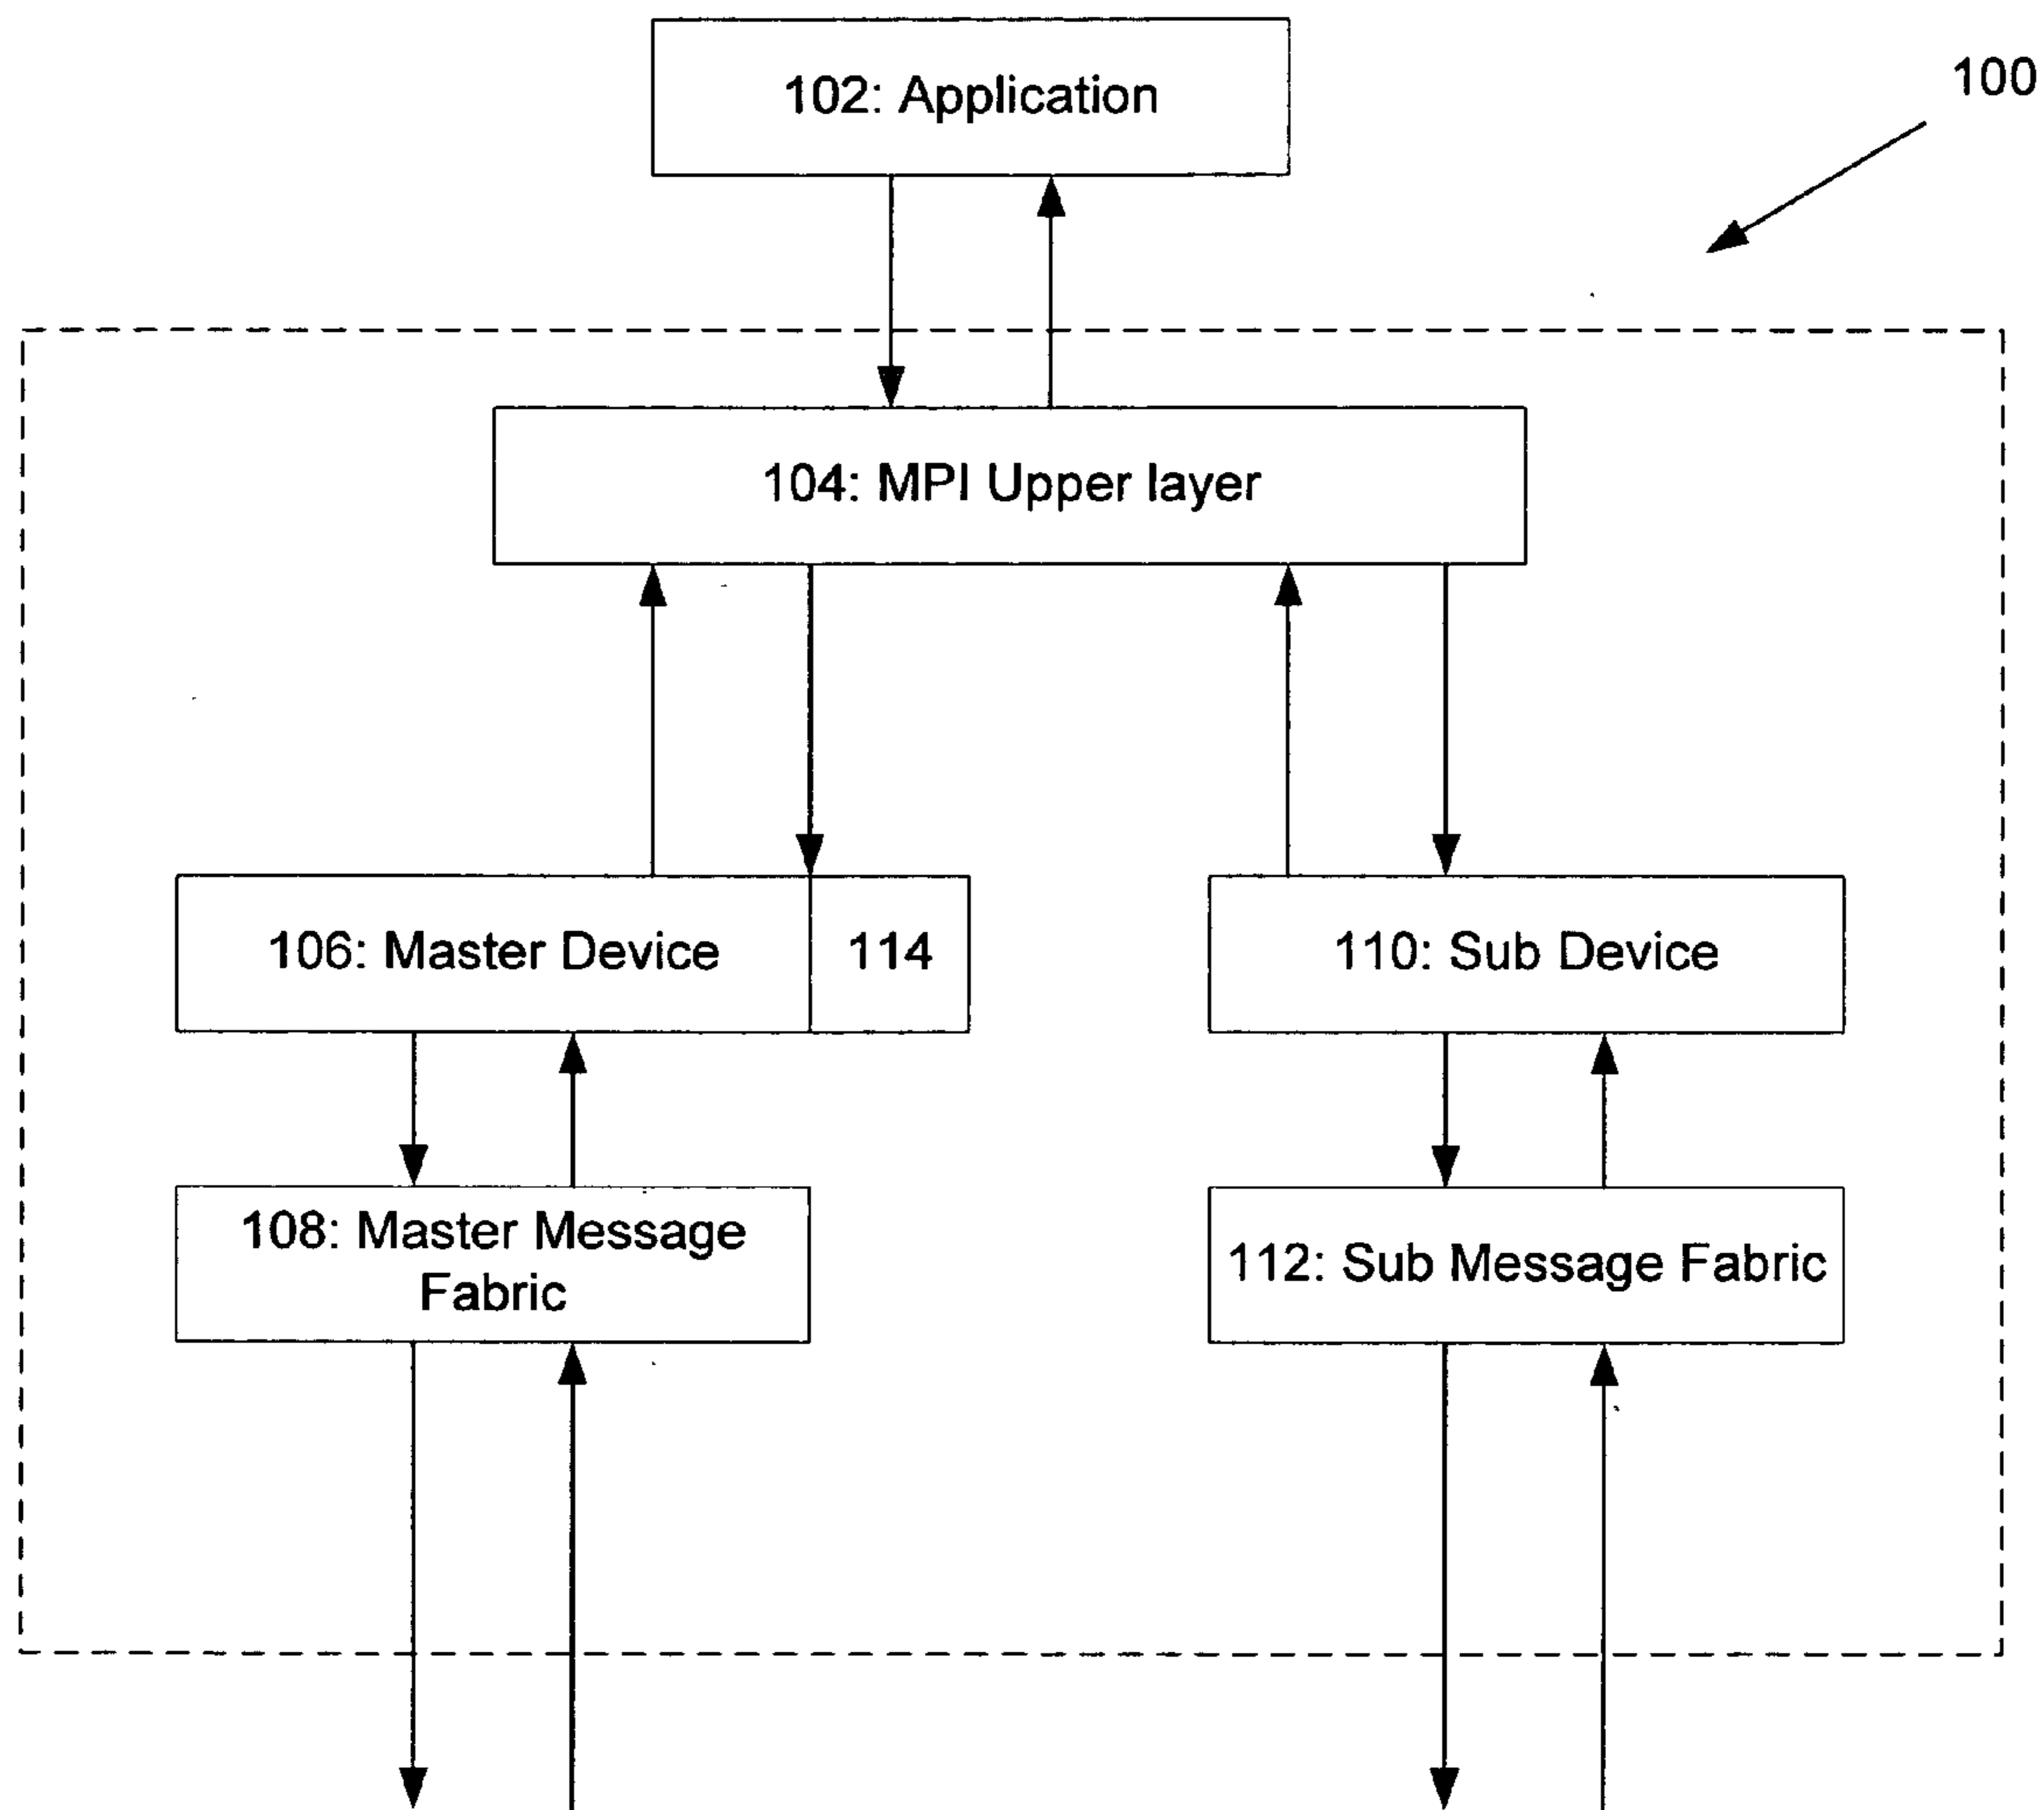 102: Application
100
104: MPI Upper layer
106: Master Device
114
110: Sub Device
108: Master Message
Fabric
112: Sub Message Fabric